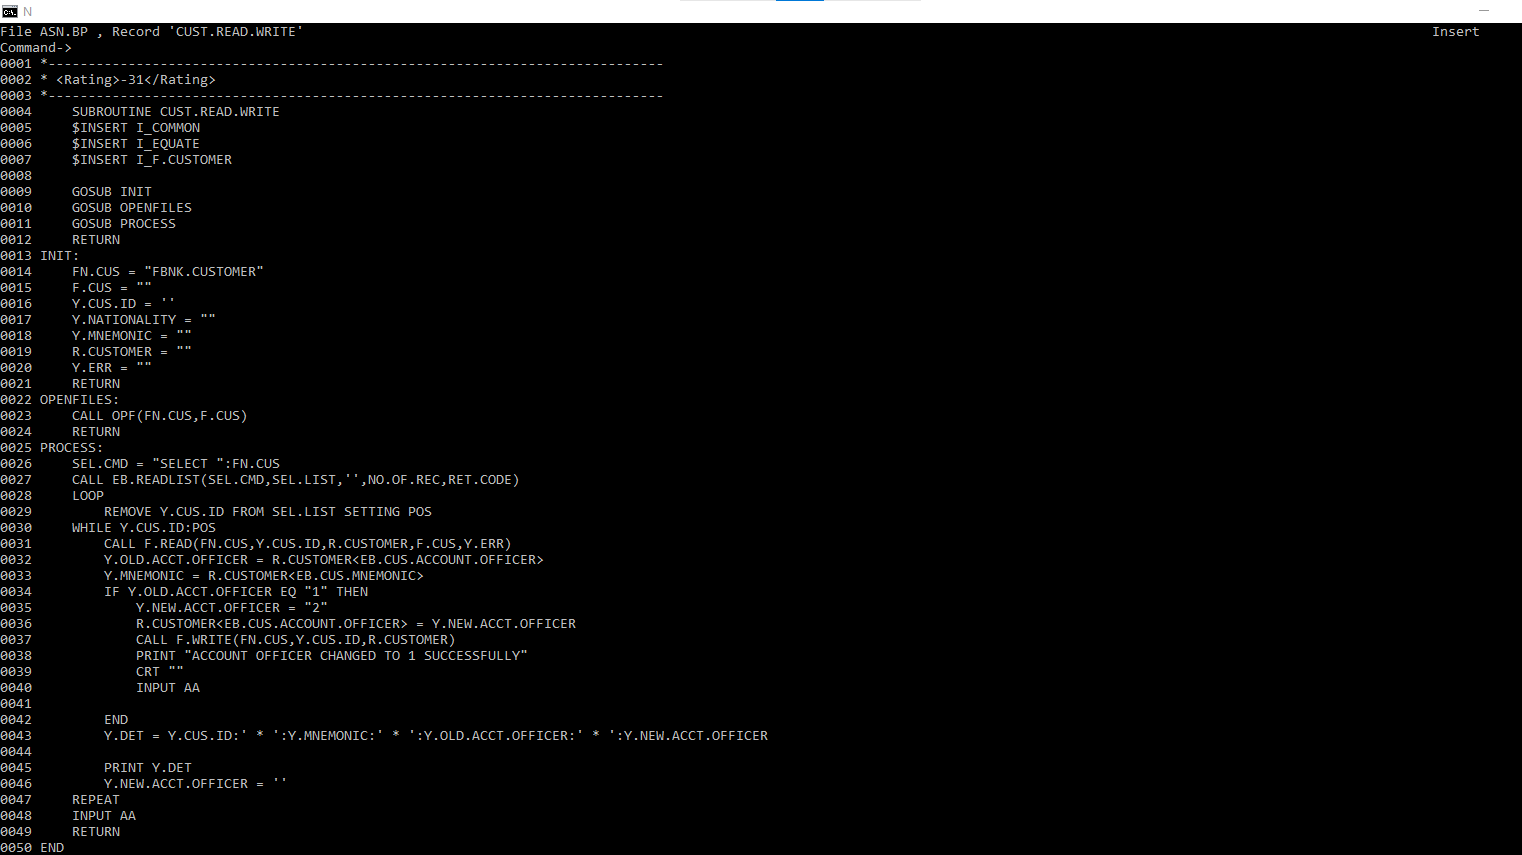 N
File ASN.BP , Record 'CUST.READ.WRITE' Insert
Command->
0001 *-----------------------------------------------------------------------------
0002 * <Rating>-31</Rating>
0003 *-----------------------------------------------------------------------------
0004     SUBROUTINE CUST.READ.WRITE
0005     $INSERT I_COMMON
0006     $INSERT I_EQUATE
0007     $INSERT I_F.CUSTOMER
0008
0009     GOSUB INIT
0010     GOSUB OPENFILES
0011     GOSUB PROCESS
0012     RETURN
0013 INIT:
0014     FN.CUS = "FBNK.CUSTOMER"
0015     F.CUS = ""
0016     Y.CUS.ID = ''
0017     Y.NATIONALITY = ""
0018     Y.MNEMONIC = ""
0019     R.CUSTOMER = ""
0020     Y.ERR = ""
0021     RETURN
0022 OPENFILES:
0023     CALL OPF(FN.CUS,F.CUS)
0024     RETURN
0025 PROCESS:
0026     SEL.CMD = "SELECT ":FN.CUS
0027     CALL EB.READLIST(SEL.CMD,SEL.LIST,'',NO.OF.REC,RET.CODE)
0028     LOOP
0029         REMOVE Y.CUS.ID FROM SEL.LIST SETTING POS
0030     WHILE Y.CUS.ID:POS
0031         CALL F.READ(FN.CUS,Y.CUS.ID,R.CUSTOMER,F.CUS,Y.ERR)
0032         Y.OLD.ACCT.OFFICER = R.CUSTOMER<EB.CUS.ACCOUNT.OFFICER>
0033         Y.MNEMONIC = R.CUSTOMER<EB.CUS.MNEMONIC>
0034         IF Y.OLD.ACCT.OFFICER EQ "1" THEN
0035             Y.NEW.ACCT.OFFICER = "2"
0036             R.CUSTOMER<EB.CUS.ACCOUNT.OFFICER> = Y.NEW.ACCT.OFFICER
0037             CALL F.WRITE(FN.CUS,Y.CUS.ID,R.CUSTOMER)
0038             PRINT "ACCOUNT OFFICER CHANGED TO 1 SUCCESSFULLY"
0039             CRT ""
0040             INPUT AA
0041
0042         END
0043         Y.DET = Y.CUS.ID:' * ':Y.MNEMONIC:' * ':Y.OLD.ACCT.OFFICER:' * ':Y.NEW.ACCT.OFFICER
0044
0045         PRINT Y.DET
0046         Y.NEW.ACCT.OFFICER = ''
0047     REPEAT
0048     INPUT AA
0049     RETURN
0050 END